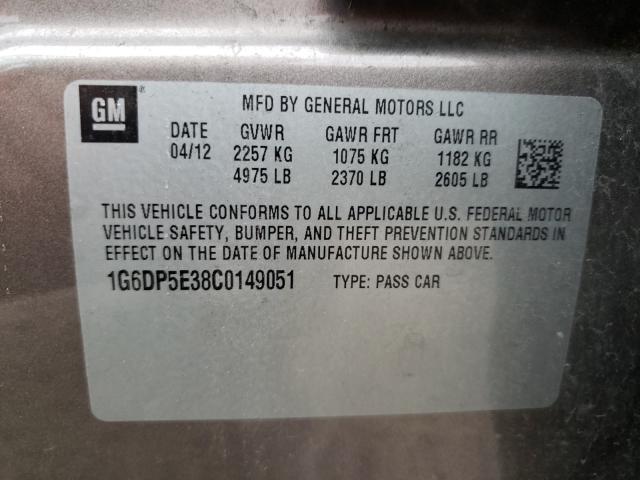 GM ®
MFD BY GENERAL MOTORS LLC
DATE GVWR GAWR FRT GAWR RR
04/12 2257 KG 1075 KG 1182 KG
4975 LB 2370 LB 2605 LB
THIS VEHICLE CONFORMS TO ALL APPLICABLE U.S. FEDERAL MOTOR
VEHICLE SAFETY, BUMPER, AND THEFT PREVENTION STANDARDS IN
EFFECT ON THE DATE OF MANUFACTURE SHOWN ABOVE.
1G6DP5E38C0149051 TYPE: PASS CAR